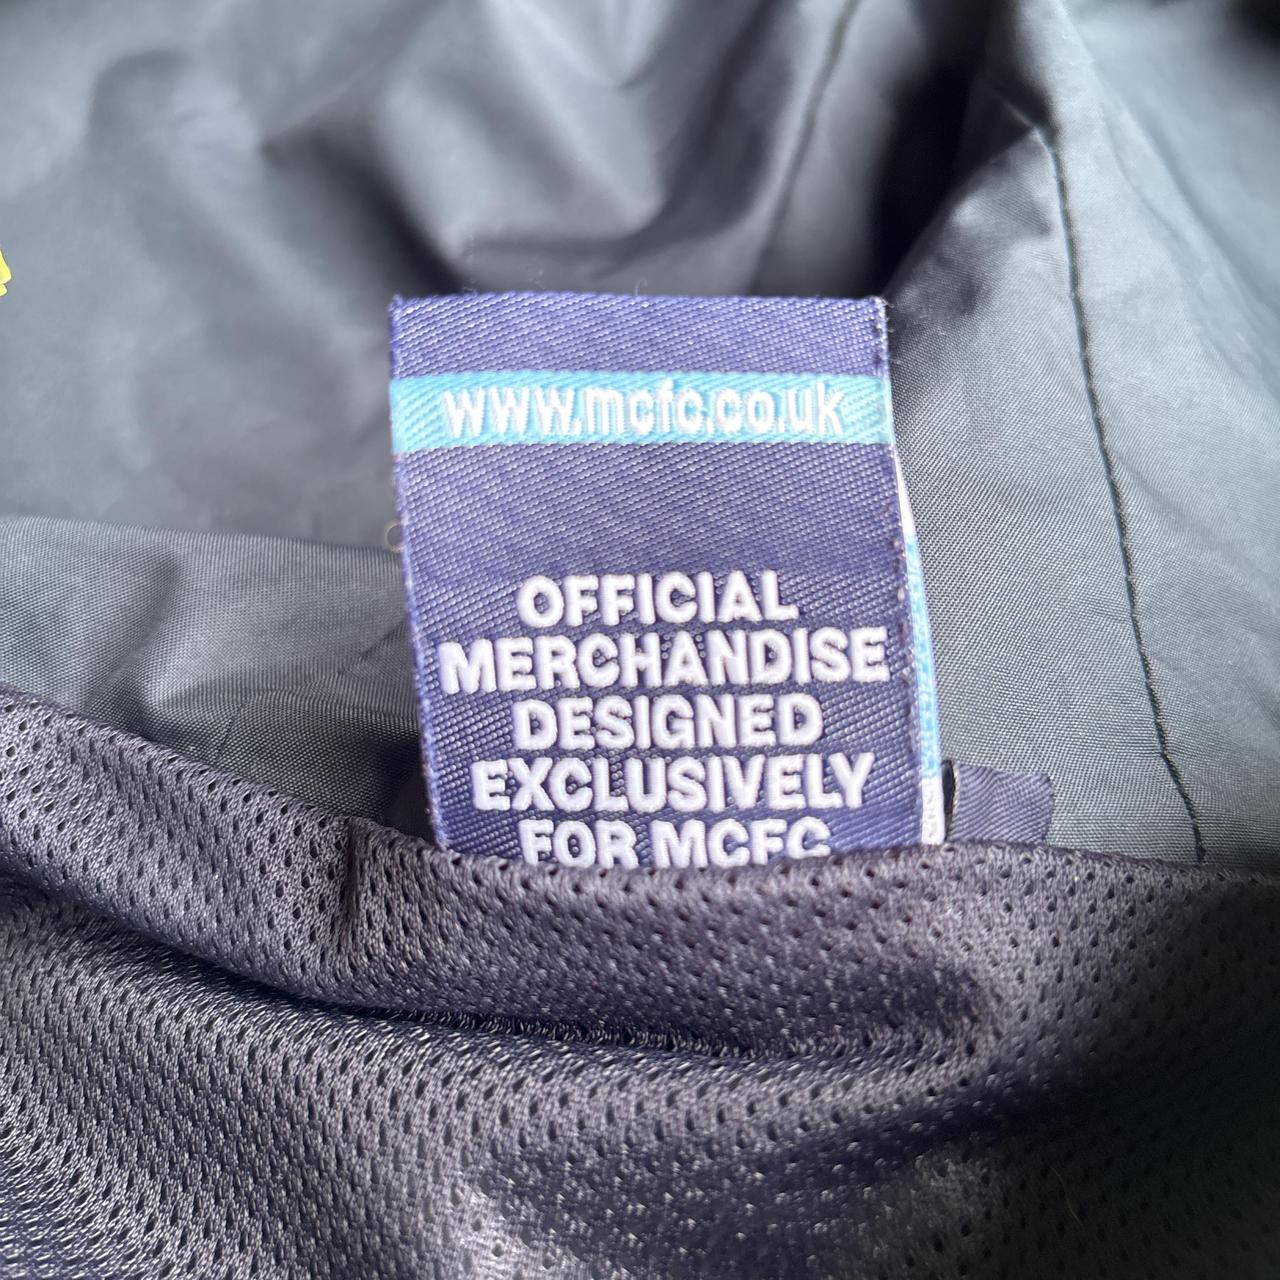 www.mcfc.co.uk
OFFICIAL
MERCHANDISE
DESIGNED
EXCLUSIVELY
FOR MCFC